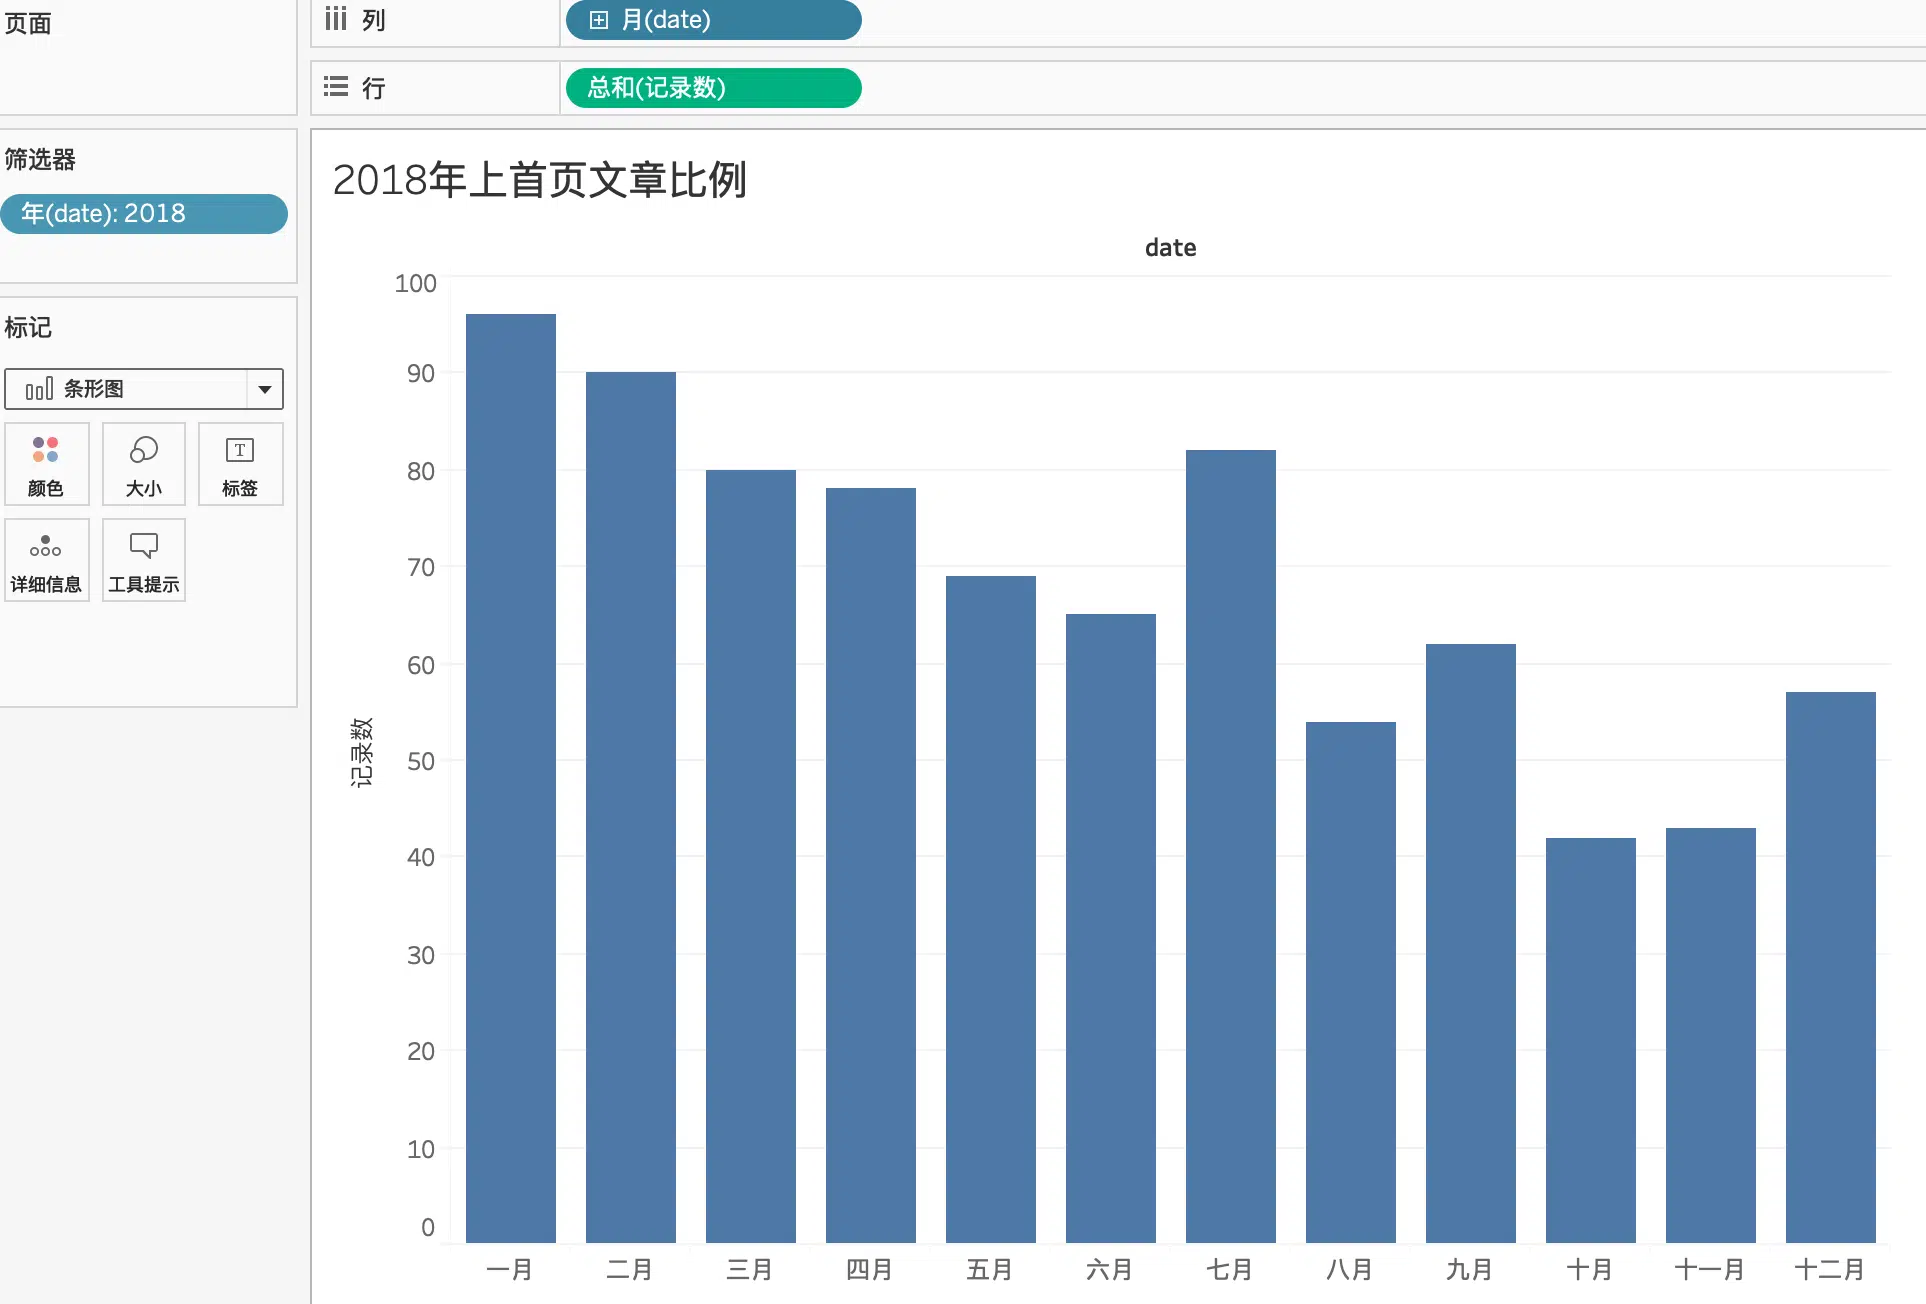 页面
列
月(date)
行
总和(记录数)
筛选器
年(date): 2018
标记
条形图
颜色
大小
标签
详细信息
工具提示
2018年上首页文章比例
date
100
90
80
70
60
50
40
30
20
10
0
记录数
一月
二月
三月
四月
五月
六月
七月
八月
九月
十月
十一月
十二月